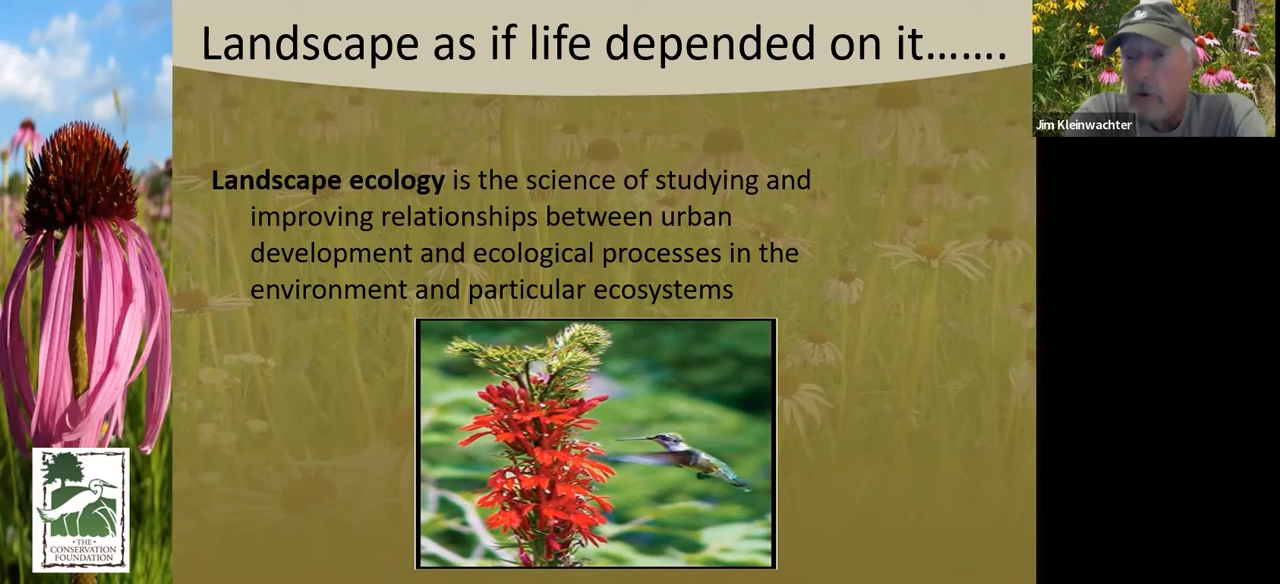 Landscape as if life depended on it…….
Jim Kleinwachter
Landscape ecology is the science of studying and
improving relationships between urban
development and ecological processes in the
environment and particular ecosystems
• THE •
CONSERVATION
FOUNDATION